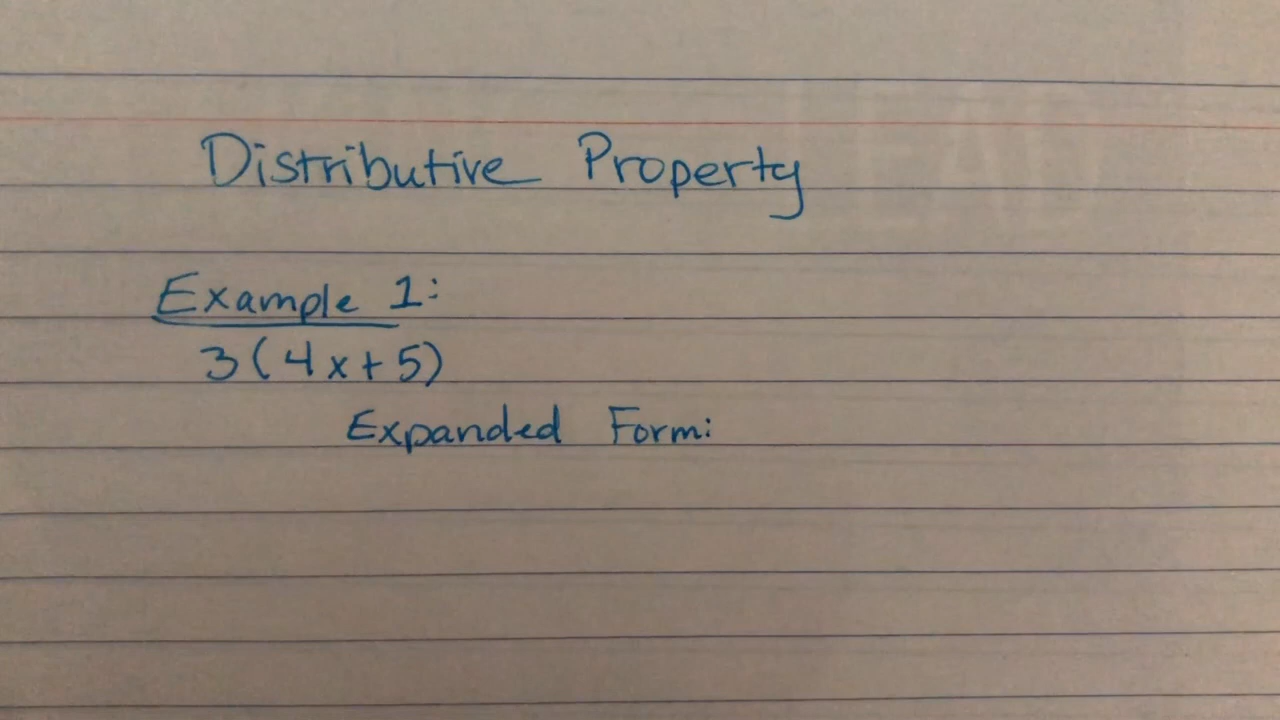 Distributive Property
Example 1:
3(4x+5)
Expanded Form: